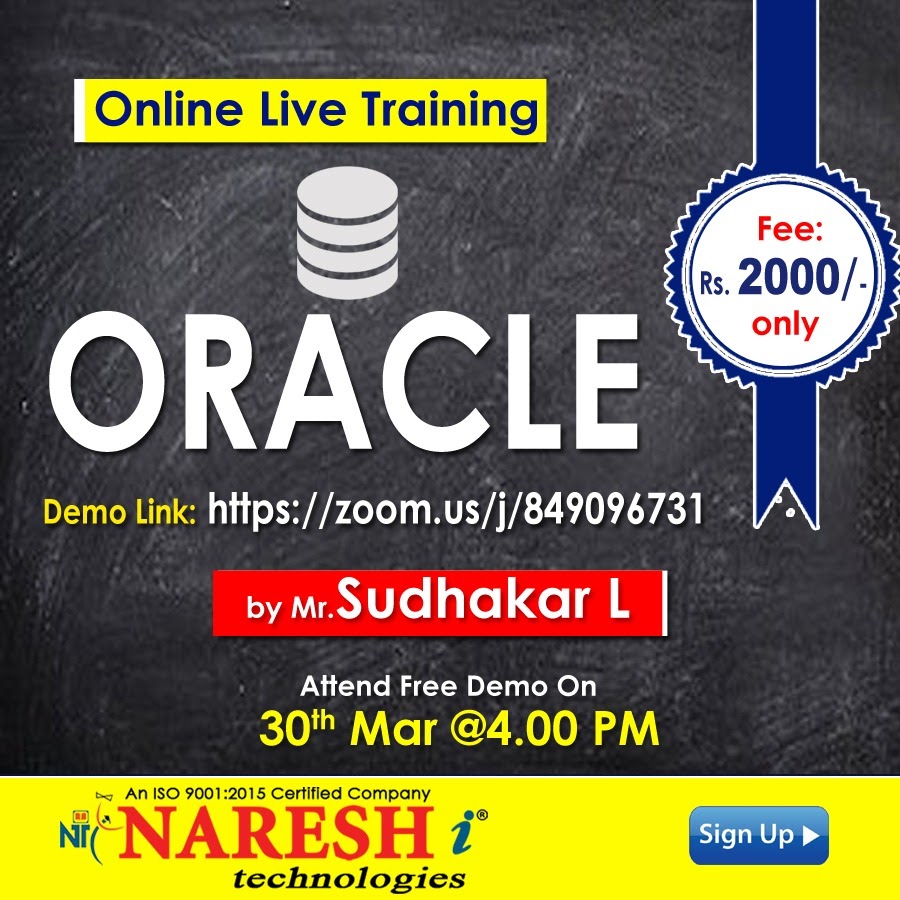 Online Live Training
Fee:
Rs. 2000/-
only
ORACLE
Demo Link: https://zoom.us/j/849096731
by Mr.Sudhakar L
Attend Free Demo On
30th Mar @4.00 PM
An ISO 9001:2015 Certified Company
NARESH i®
technologies
Sign Up